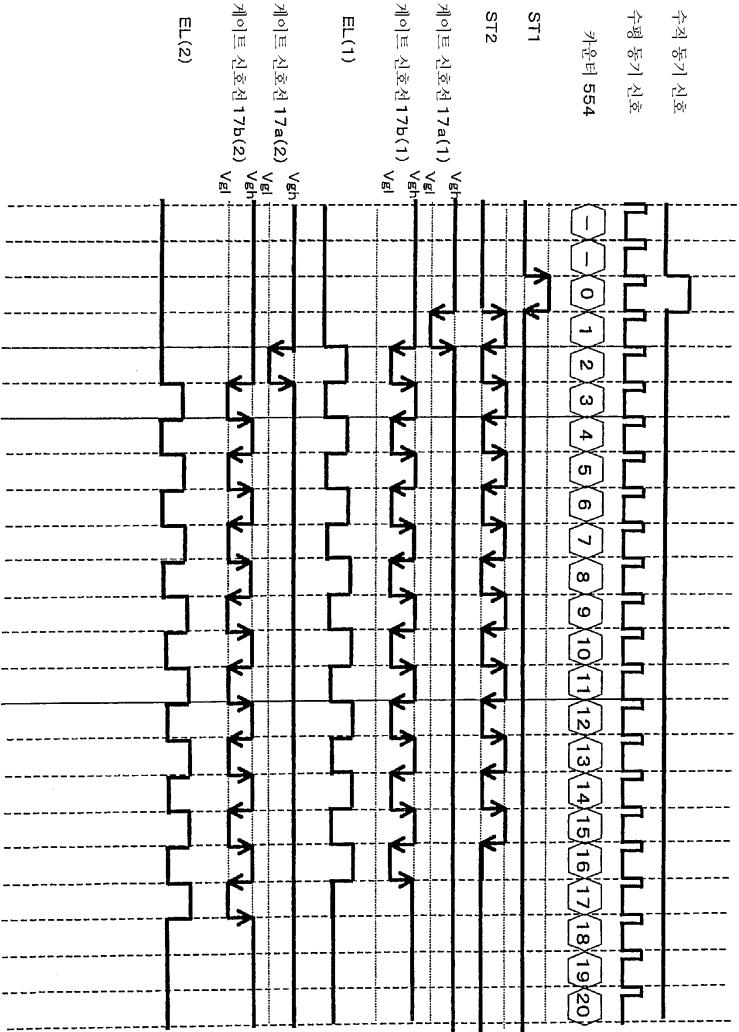 수직 동기 신호
수평 동기 신호
카운터 554
— — 0 1 2 3 4 5 6 7 8 9 10 11 12 13 14 15 16 17 18 19 20
ST1
ST2
게이트 신호선 17a(1) Vgh
Vgl
게이트 신호선 17b(1) Vgh
Vgl
EL(1)
게이트 신호선 17a(2) Vgh
Vgl
게이트 신호선 17b(2) Vgh
Vgl
EL(2)